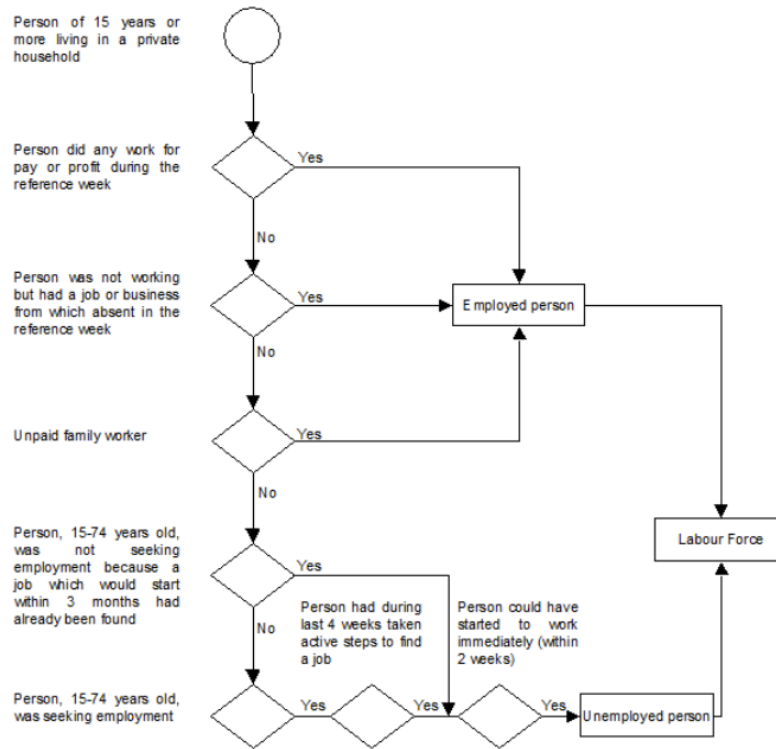 Person of 15 years or
more living in a private
household
Person did any work for
pay or profit during the
reference week
Yes
No
Person was not working
but had a job or business
from which absent in the
reference week
Yes
Employed person
No
Unpaid family worker
Yes
No
Person, 15-74 years old,
was not seeking
employment because a
job which would start
within 3 months had
already been found
Yes
Labour Force
Person had during
last 4 weeks taken
active steps to find
a job
Person could have
started to work
immediately (within
2 weeks)
No
Person, 15-74 years old,
was seeking employment
Yes
Yes
Yes
Unemployed person